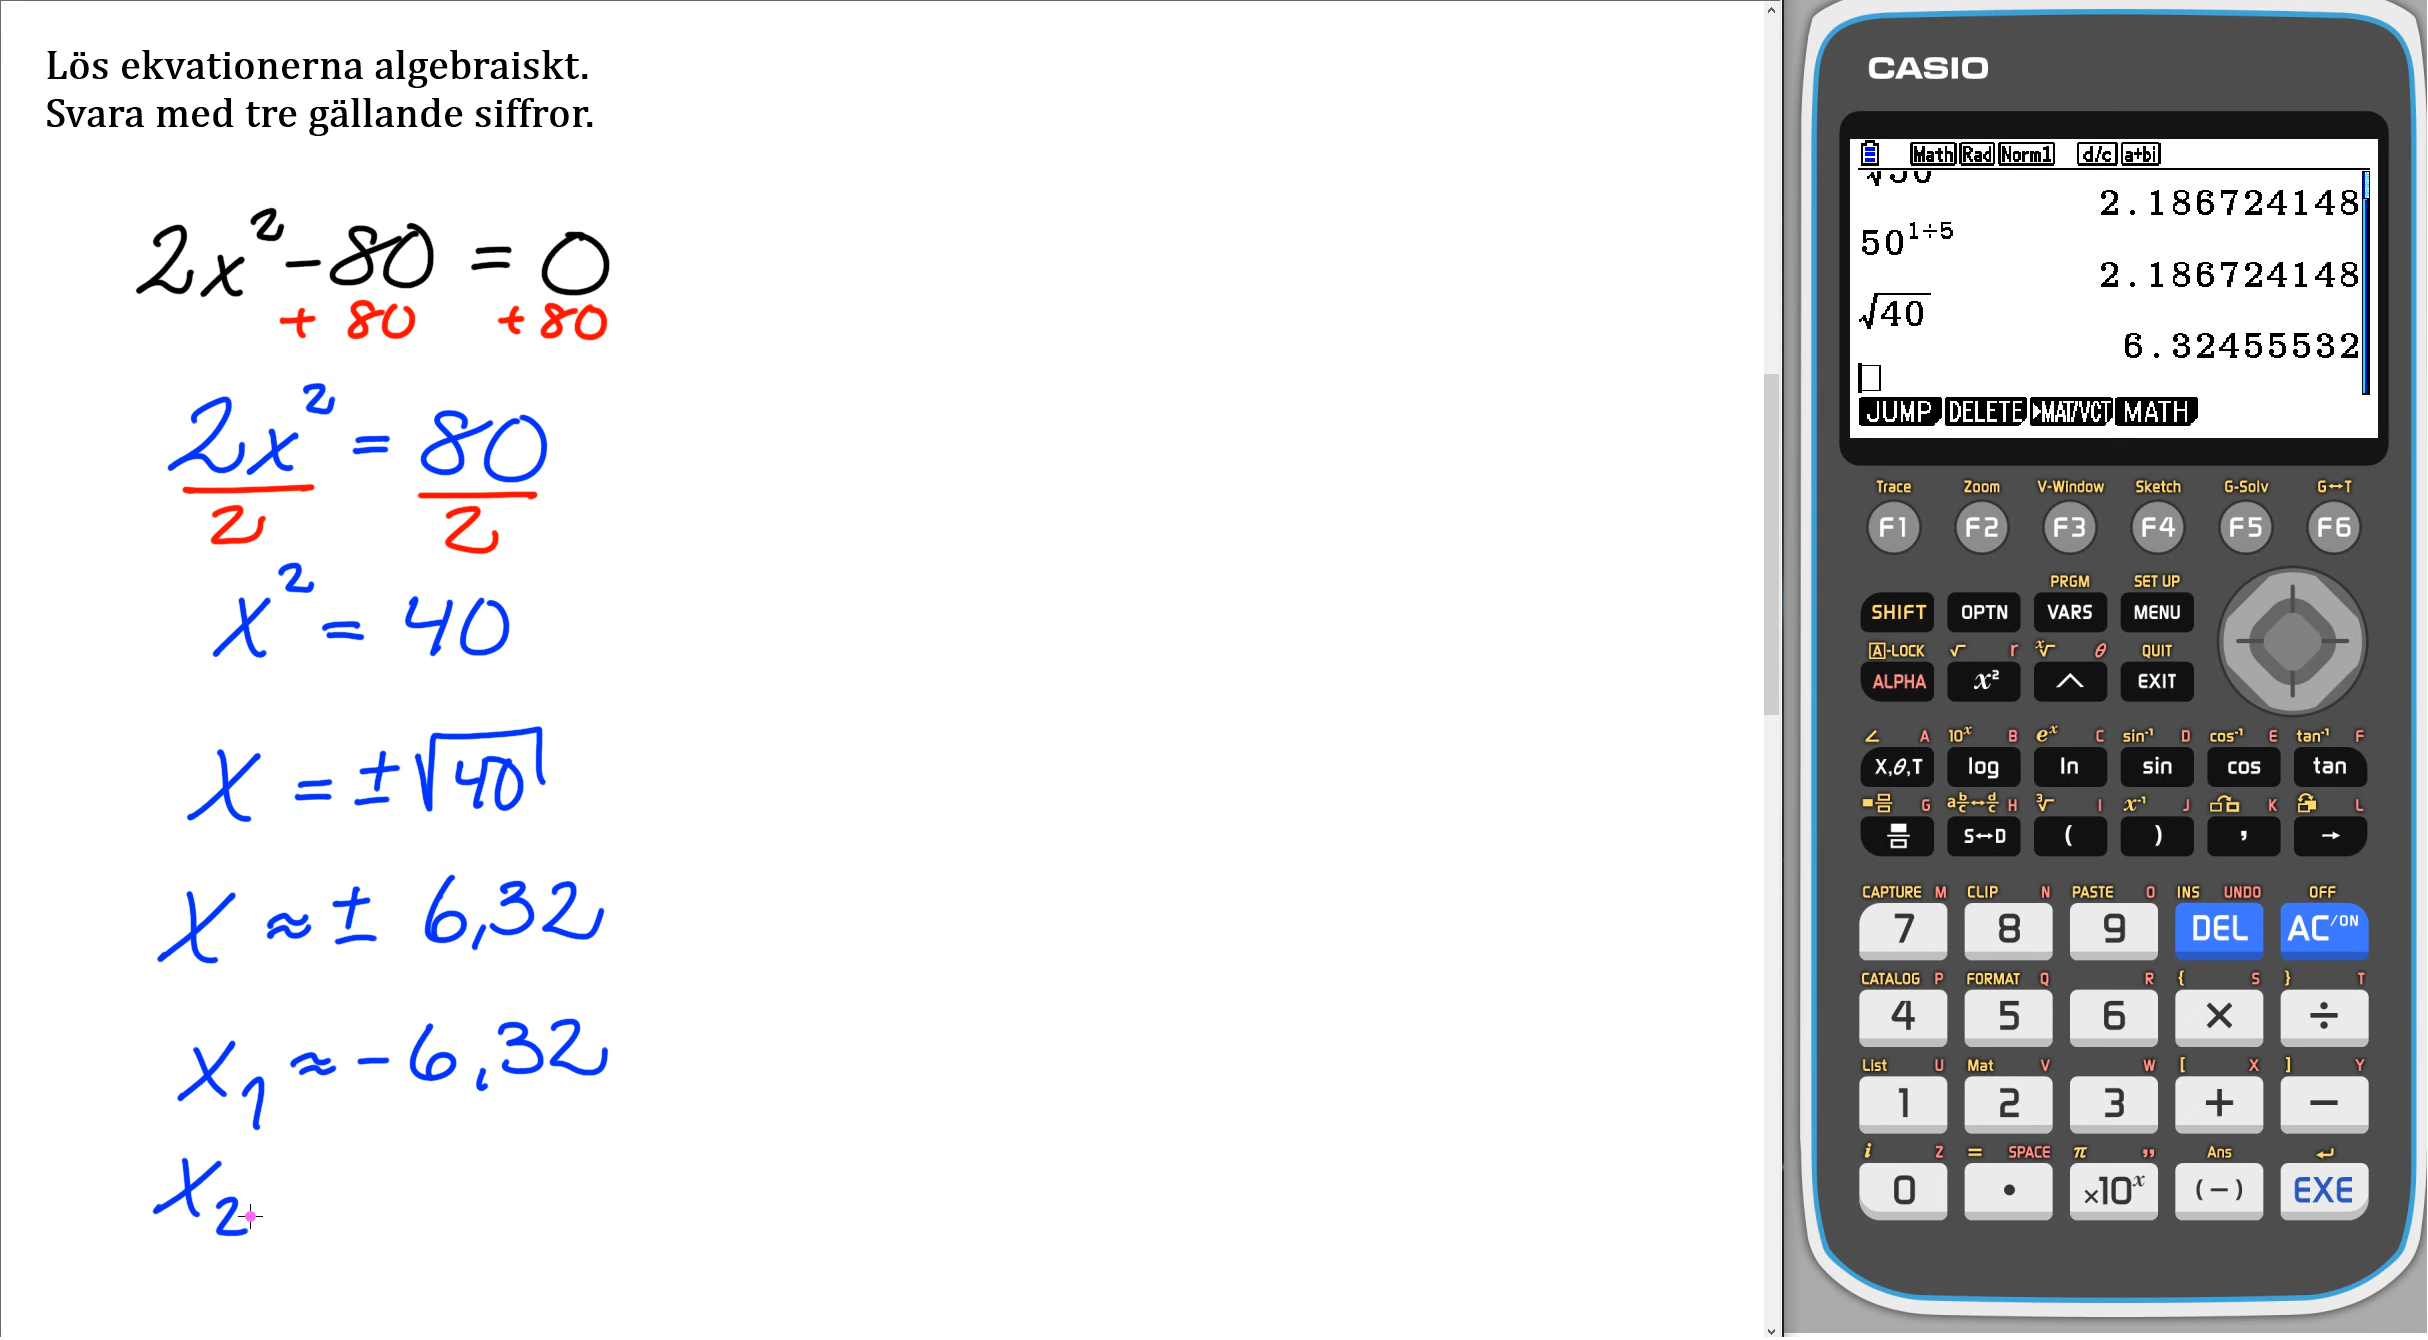 Lös ekvationerna algebraiskt.
Svara med tre gällande siffror.
2x² - 80 = 0
+ 80 + 80
2x² = 80
2 2
x² = 40
x = ± √40
x ≈ ± 6,32
x₁ ≈ - 6,32
x₂
CASIO
Math Rad Norm1 d/c a+bi
2.186724148
50^1÷5
2.186724148
√40
6.32455532
JUMP DELETE ▶MAT/VCT MATH
Trace Zoom V-Window Sketch G-Solv G↔T
F1 F2 F3 F4 F5 F6
PRGM SET UP
SHIFT OPTN VARS MENU
A-LOCK √ r ˣ√ θ QUIT
ALPHA x² ^ EXIT
∠ A 10ˣ B eˣ C sin⁻¹ D cos⁻¹ E tan⁻¹ F
X,θ,T log ln sin cos tan
G a b/c↔d/c H ³√ I x⁻¹ J K L
S↔D ( ) , →
CAPTURE M CLIP N PASTE O INS UNDO OFF
7 8 9 DEL AC/ON
CATALOG P FORMAT Q R { S } T
4 5 6 × ÷
List U Mat V W [ X ] Y
1 2 3 + −
i Z = SPACE π " Ans ↵
0 • ×10ˣ (−) EXE